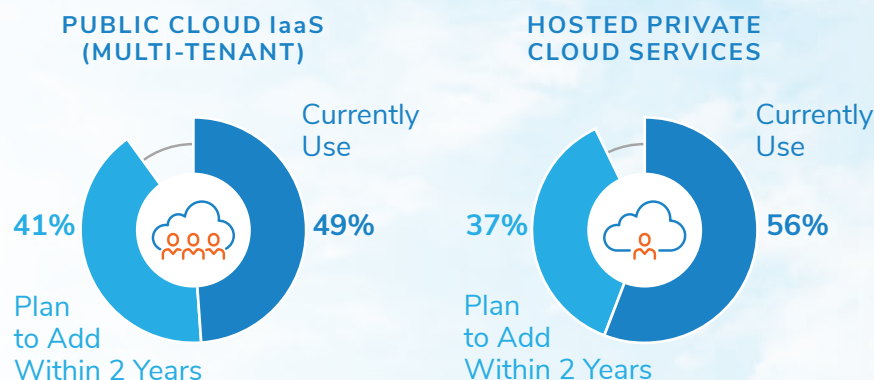 PUBLIC CLOUD IaaS
(MULTI-TENANT)
Currently
Use
41%
49%
Plan
to Add
Within 2 Years
HOSTED PRIVATE
CLOUD SERVICES
Currently
Use
37%
56%
Plan
to Add
Within 2 Years